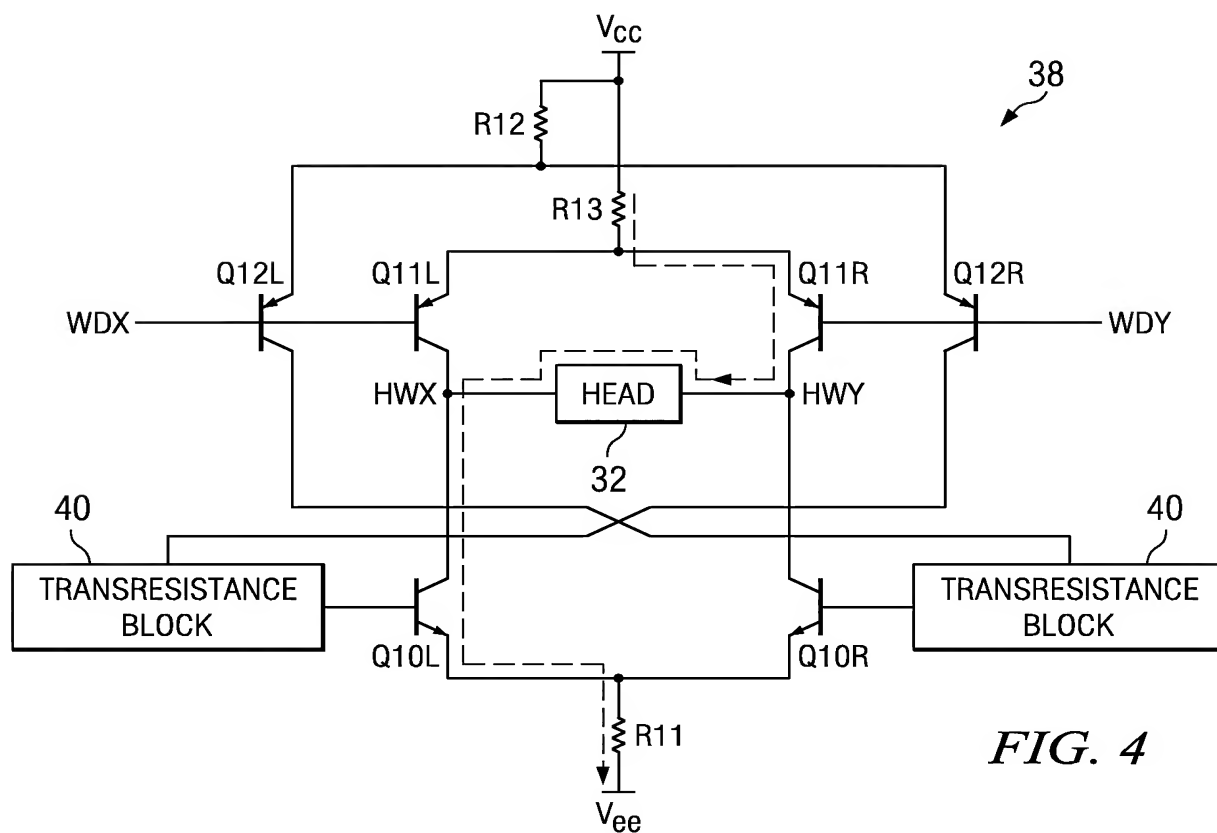 Vcc
38
R12
R13
Q12L
Q11L
Q11R
Q12R
WDX
WDY
HWX
HEAD
HWY
32
40
40
TRANSRESISTANCE
BLOCK
TRANSRESISTANCE
BLOCK
Q10L
Q10R
R11
FIG. 4
Vee